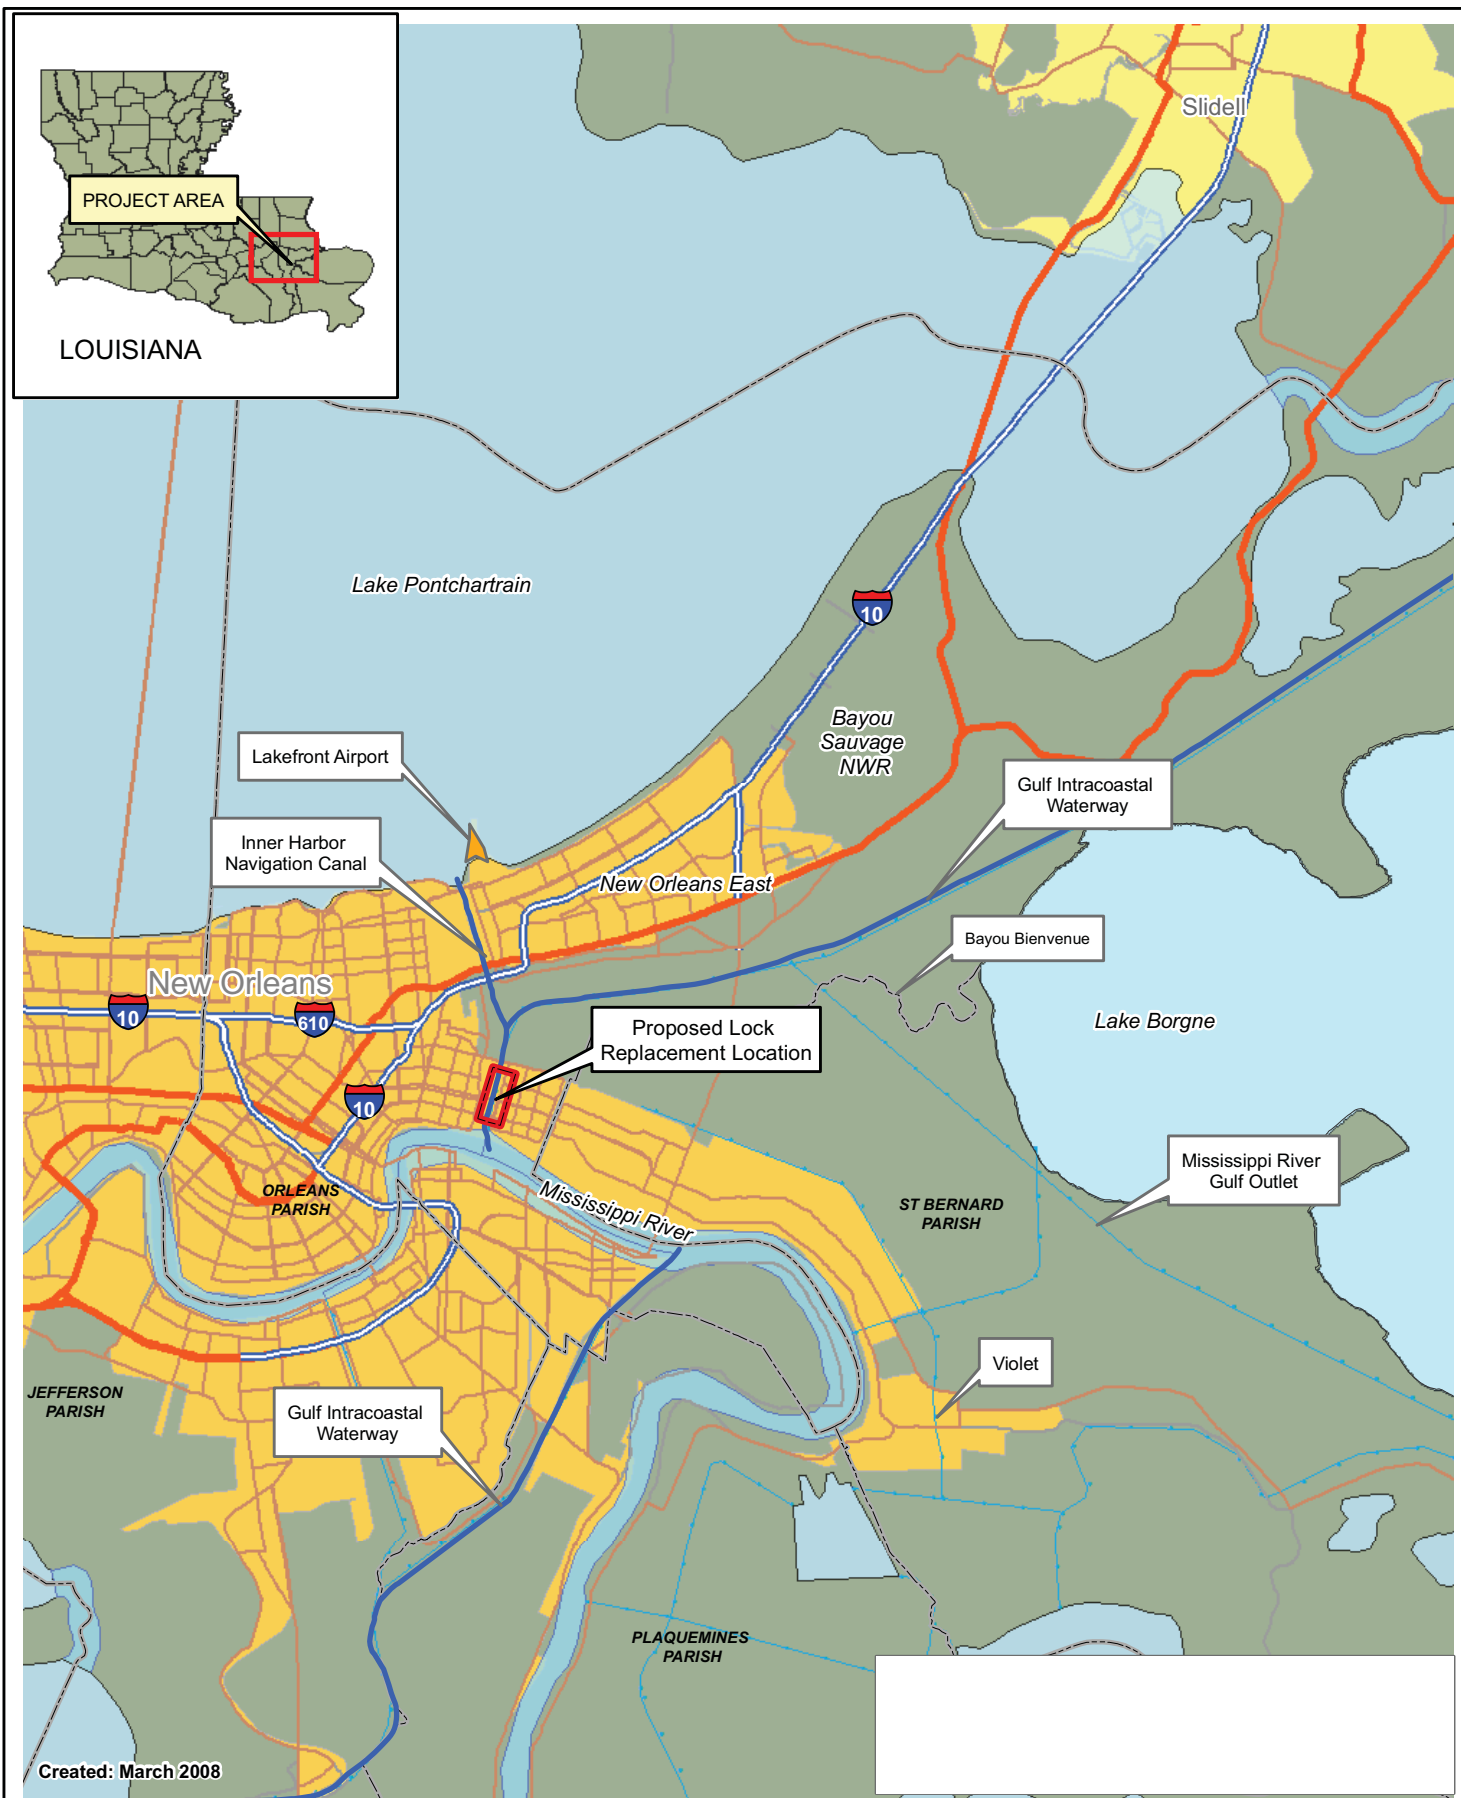 PROJECT AREA
LOUISIANA
Slidell
Lake Pontchartrain
10
Bayou
Sauvage
NWR
Lakefront Airport
Gulf Intracoastal
Waterway
Inner Harbor
Navigation Canal
New Orleans East
Bayou Bienvenue
New Orleans
10
610
Proposed Lock
Replacement Location
Lake Borgne
10
Mississippi River
Gulf Outlet
ORLEANS
PARISH
Mississippi River
ST BERNARD
PARISH
Violet
JEFFERSON
PARISH
Gulf Intracoastal
Waterway
PLAQUEMINES
PARISH
Created: March 2008